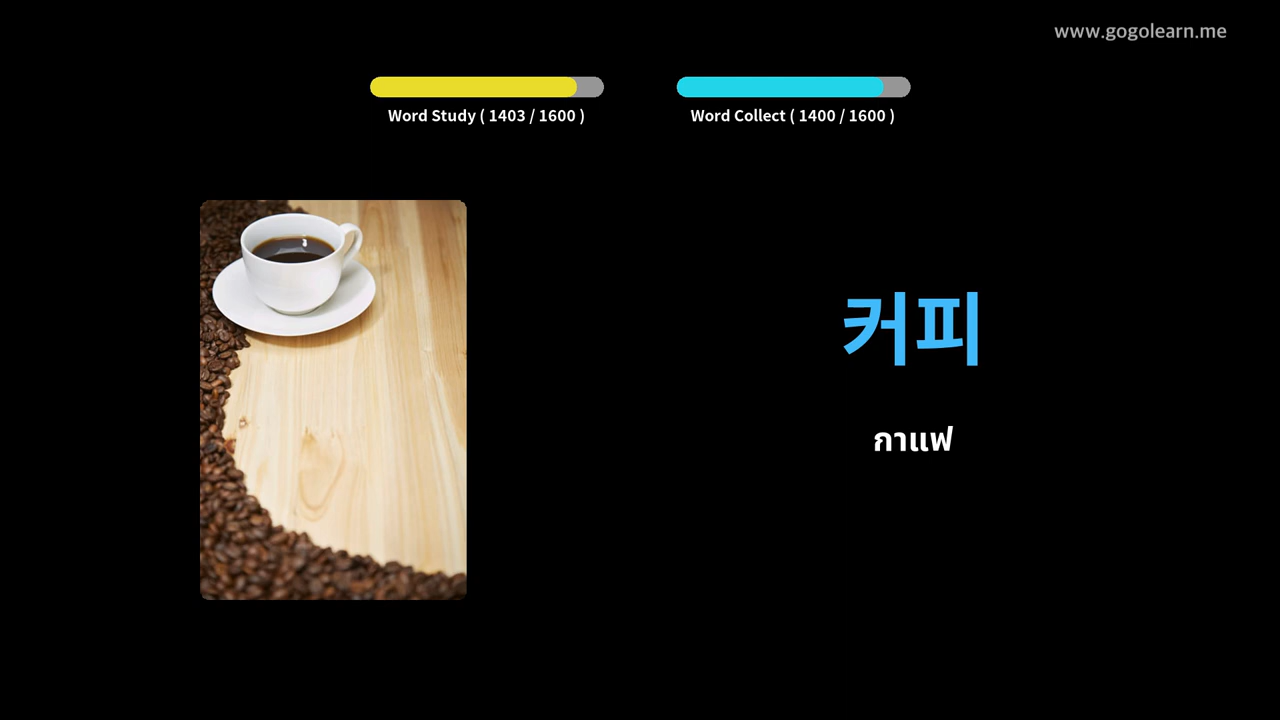 www.gogolearn.me
Word Study ( 1403 / 1600 )
Word Collect ( 1400 / 1600 )
커피
กาแฟ